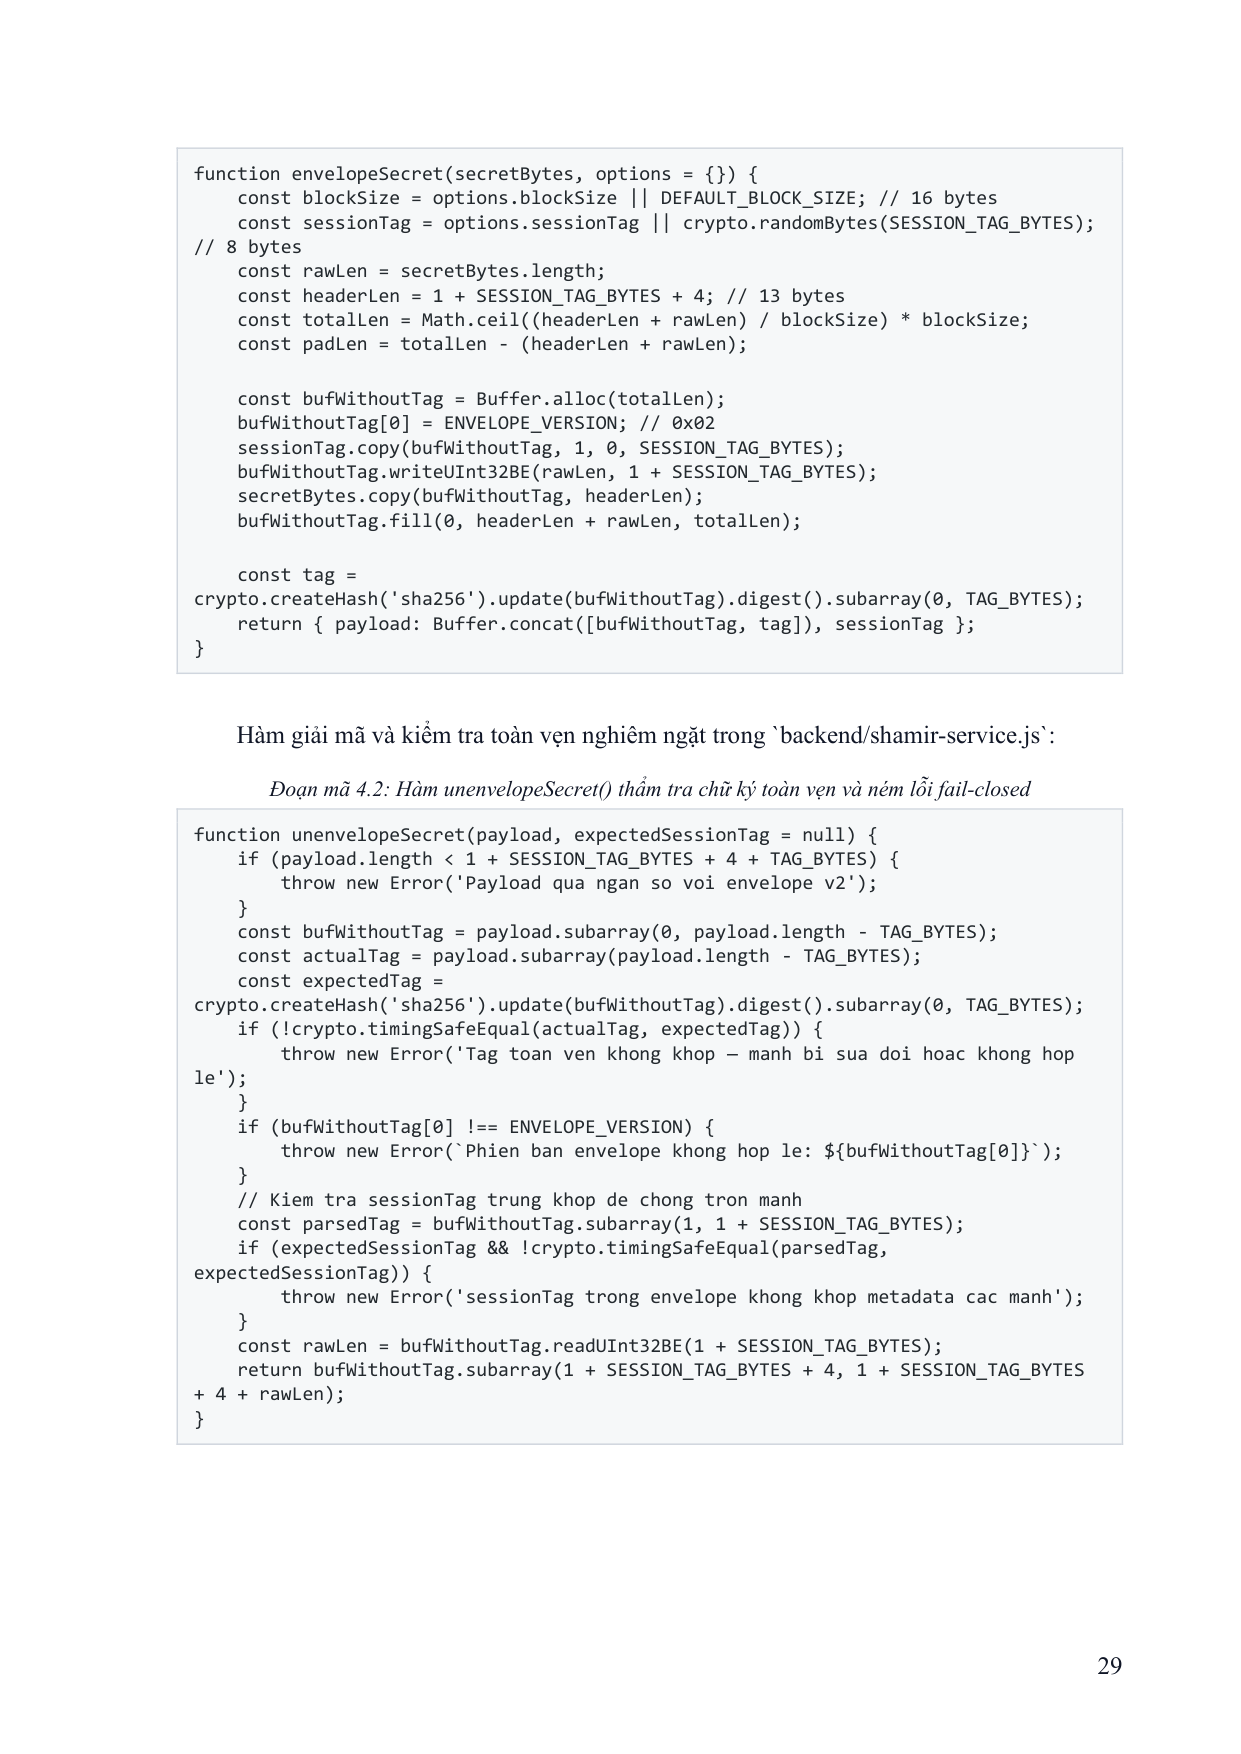 function envelopeSecret(secretBytes, options = {}) {
    const blockSize = options.blockSize || DEFAULT_BLOCK_SIZE; // 16 bytes
    const sessionTag = options.sessionTag || crypto.randomBytes(SESSION_TAG_BYTES);
// 8 bytes
    const rawLen = secretBytes.length;
    const headerLen = 1 + SESSION_TAG_BYTES + 4; // 13 bytes
    const totalLen = Math.ceil((headerLen + rawLen) / blockSize) * blockSize;
    const padLen = totalLen - (headerLen + rawLen);

    const bufWithoutTag = Buffer.alloc(totalLen);
    bufWithoutTag[0] = ENVELOPE_VERSION; // 0x02
    sessionTag.copy(bufWithoutTag, 1, 0, SESSION_TAG_BYTES);
    bufWithoutTag.writeUInt32BE(rawLen, 1 + SESSION_TAG_BYTES);
    secretBytes.copy(bufWithoutTag, headerLen);
    bufWithoutTag.fill(0, headerLen + rawLen, totalLen);

    const tag =
crypto.createHash('sha256').update(bufWithoutTag).digest().subarray(0, TAG_BYTES);
    return { payload: Buffer.concat([bufWithoutTag, tag]), sessionTag };
}
Hàm giải mã và kiểm tra toàn vẹn nghiêm ngặt trong `backend/shamir-service.js`:
Đoạn mã 4.2: Hàm unenvelopeSecret() thẩm tra chữ ký toàn vẹn và ném lỗi fail-closed
function unenvelopeSecret(payload, expectedSessionTag = null) {
    if (payload.length < 1 + SESSION_TAG_BYTES + 4 + TAG_BYTES) {
        throw new Error('Payload qua ngan so voi envelope v2');
    }
    const bufWithoutTag = payload.subarray(0, payload.length - TAG_BYTES);
    const actualTag = payload.subarray(payload.length - TAG_BYTES);
    const expectedTag =
crypto.createHash('sha256').update(bufWithoutTag).digest().subarray(0, TAG_BYTES);
    if (!crypto.timingSafeEqual(actualTag, expectedTag)) {
        throw new Error('Tag toan ven khong khop — manh bi sua doi hoac khong hop
le');
    }
    if (bufWithoutTag[0] !== ENVELOPE_VERSION) {
        throw new Error(`Phien ban envelope khong hop le: ${bufWithoutTag[0]}`);
    }
    // Kiem tra sessionTag trung khop de chong tron manh
    const parsedTag = bufWithoutTag.subarray(1, 1 + SESSION_TAG_BYTES);
    if (expectedSessionTag && !crypto.timingSafeEqual(parsedTag,
expectedSessionTag)) {
        throw new Error('sessionTag trong envelope khong khop metadata cac manh');
    }
    const rawLen = bufWithoutTag.readUInt32BE(1 + SESSION_TAG_BYTES);
    return bufWithoutTag.subarray(1 + SESSION_TAG_BYTES + 4, 1 + SESSION_TAG_BYTES
+ 4 + rawLen);
}
29